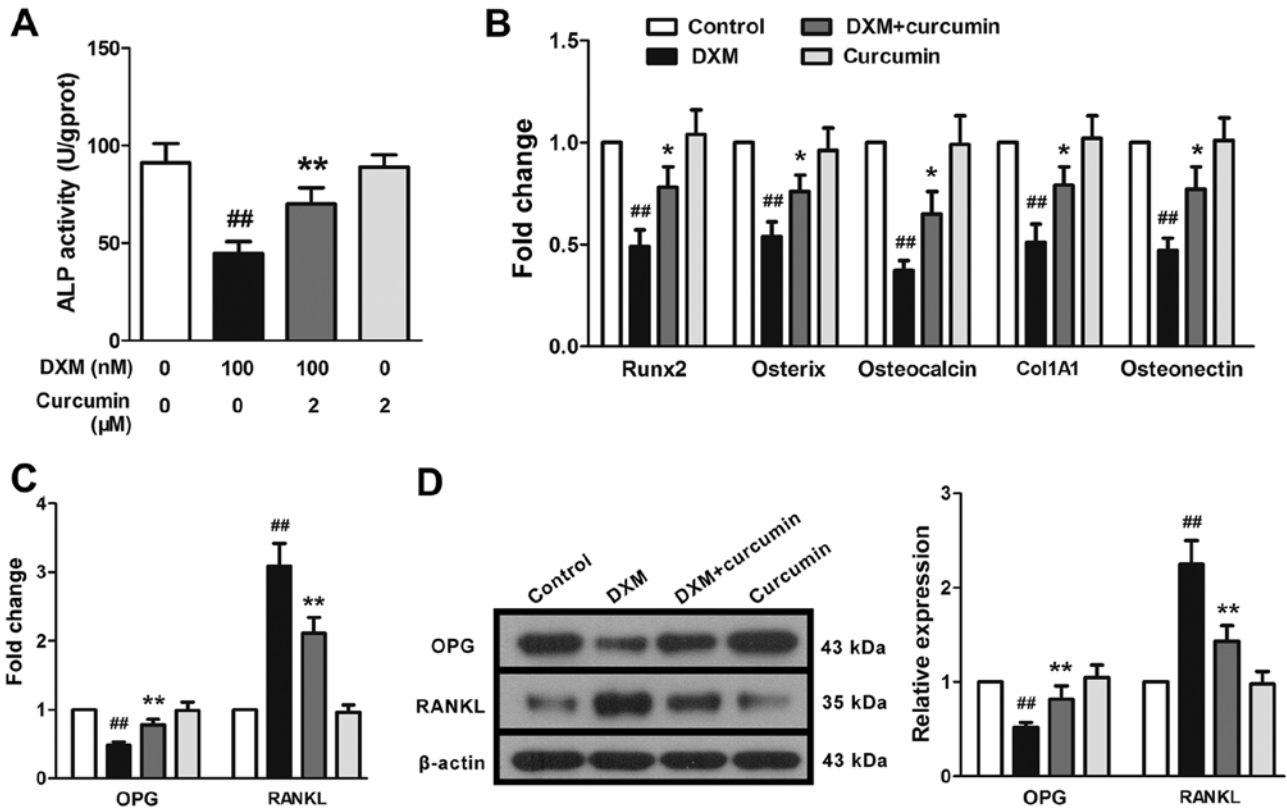 A
150
100
50
0
ALP activity (U/gprot)
##
**
DXM (nM) 0 100 100 0
Curcumin 0 0 2 2
(μM)
B
Control DXM+curcumin
DXM Curcumin
1.5
1.0
0.5
0.0
Fold change
## * ## * ## * ## * ## *
Runx2 Osterix Osteocalcin Col1A1 Osteonectin
C
4
3
2
1
0
Fold change
## ** ## **
OPG RANKL
D
Control DXM DXM+curcumin Curcumin
OPG 43 kDa
RANKL 35 kDa
β-actin 43 kDa
3
2
1
0
Relative expression
## ** ## **
OPG RANKL